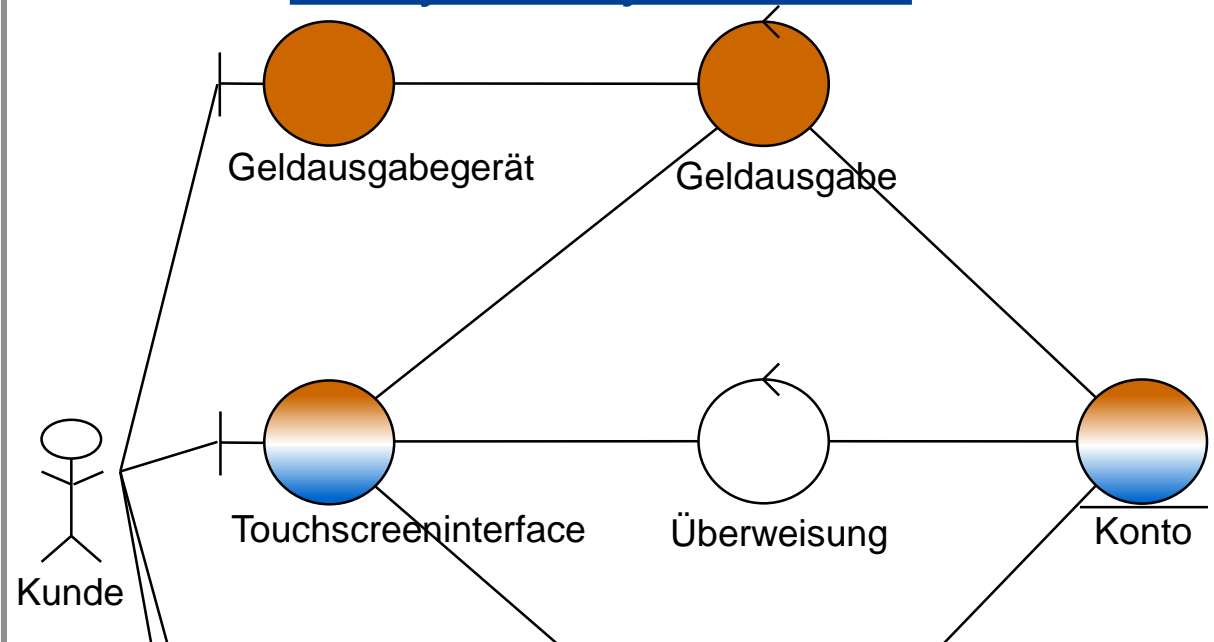 Geldausgabegerät
Geldausgabe
Touchscreeninterface
Überweisung
Konto
Kunde